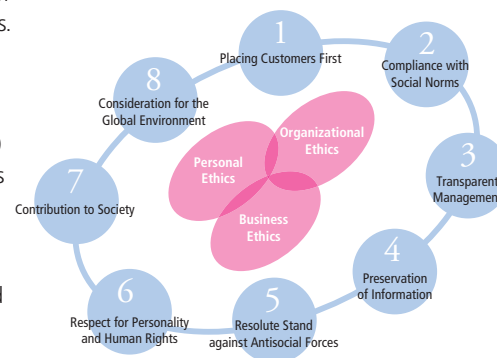 s.
)
s
d
1
Placing Customers First
2
Compliance with
Social Norms
3
Transparent
Management
4
Preservation
of Information
5
Resolute Stand
against Antisocial Forces
6
Respect for Personality
and Human Rights
7
Contribution to Society
8
Consideration for the
Global Environment
Organizational
Ethics
Personal
Ethics
Business
Ethics